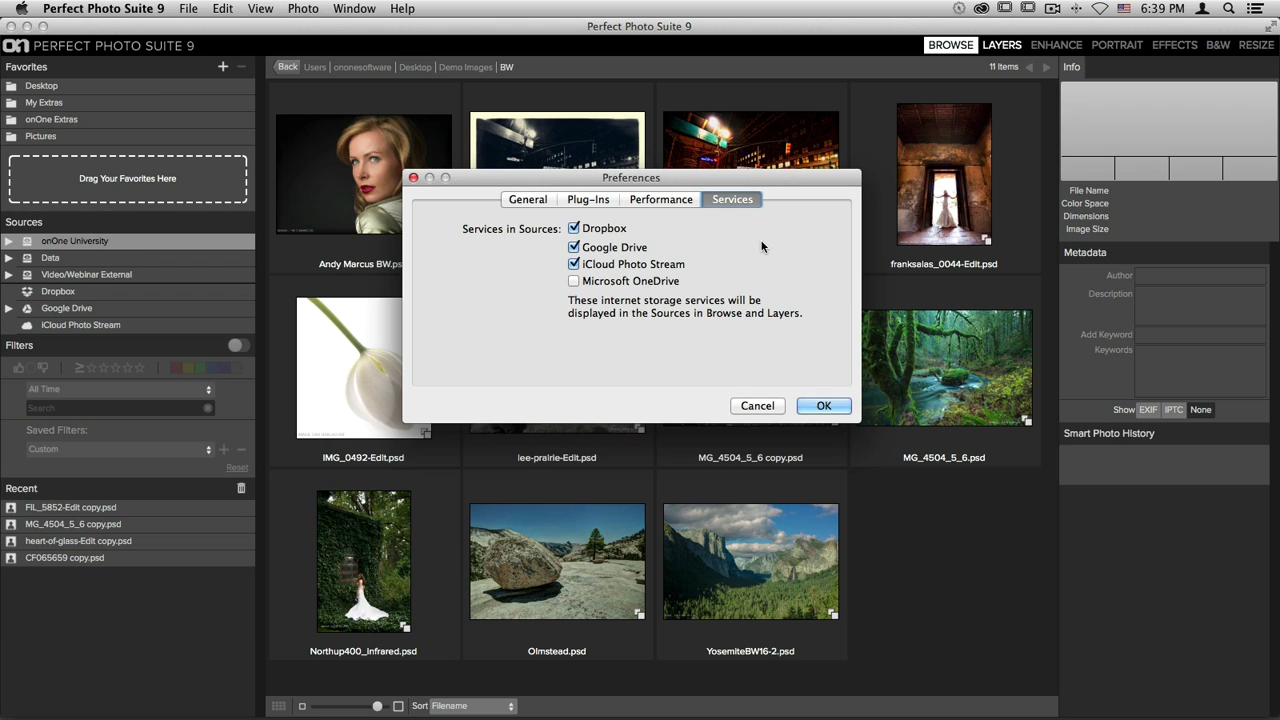 Perfect Photo Suite 9 File Edit View Photo Window Help 6:39 PM
Perfect Photo Suite 9
on PERFECT PHOTO SUITE 9 BROWSE LAYERS ENHANCE PORTRAIT EFFECTS B&W RESIZE
Favorites
Desktop
My Extras
onOne Extras
Pictures
Drag Your Favorites Here
Sources
onOne University
Data
Video/Webinar External
Dropbox
Google Drive
iCloud Photo Stream
Filters
All Time
Search
Saved Filters:
Custom
Reset
Recent
FIL_5852-Edit copy.psd
MG_4504_5_6 copy.psd
heart-of-glass-Edit copy.psd
CF065659 copy.psd
Back Users ononesoftware Desktop Demo Images BW 11 Items
Andy Marcus BW.ps
franksalas_0044-Edit.psd
Preferences
General Plug-Ins Performance Services
Services in Sources: Dropbox
Google Drive
iCloud Photo Stream
Microsoft OneDrive
These internet storage services will be
displayed in the Sources in Browse and Layers.
Cancel OK
IMG_0492-Edit.psd lee-prairie-Edit.psd MG_4504_5_6 copy.psd MG_4504_5_6.psd
Northup400_Infrared.psd Olmstead.psd YosemiteBW16-2.psd
Sort Filename
Info
File Name
Color Space
Dimensions
Image Size
Metadata
Author
Description
Add Keyword
Keywords
Show EXIF IPTC None
Smart Photo History